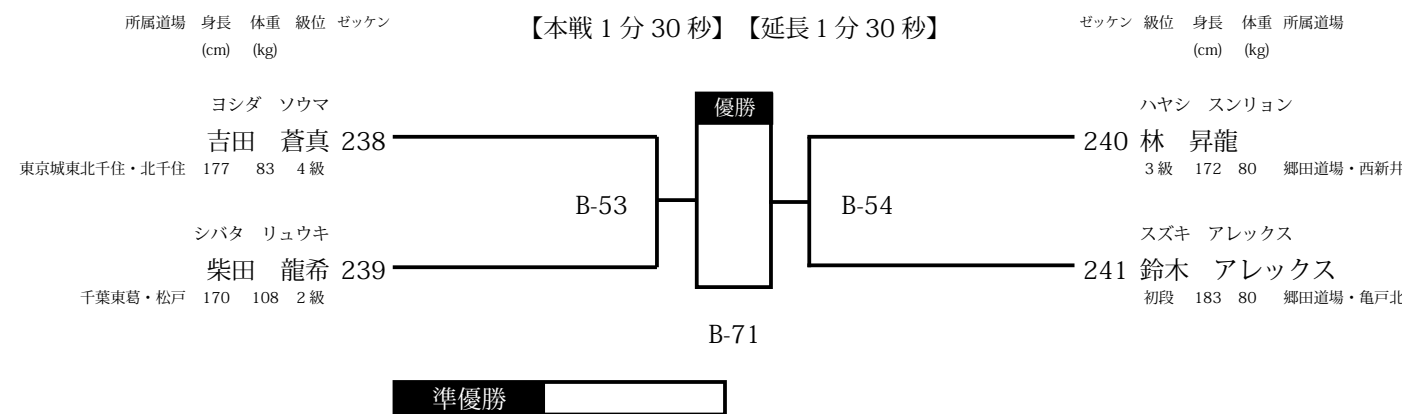 所属道場 身長 体重 級位 ゼッケン
(cm) (kg)
【本戦 1 分 30 秒】【延長 1 分 30 秒】
ゼッケン 級位 身長 体重 所属道場
(cm) (kg)
ヨシダ ソウマ
吉田 蒼真 238
東京城東北千住・北千住 177 83 4 級
シバタ リュウキ
柴田 龍希 239
千葉東葛・松戸 170 108 2 級
B-53
優勝
B-54
B-71
ハヤシ スンリョン
240 林 昇龍
3 級 172 80 郷田道場・西新井
スズキ アレックス
241 鈴木 アレックス
初段 183 80 郷田道場・亀戸北
準優勝